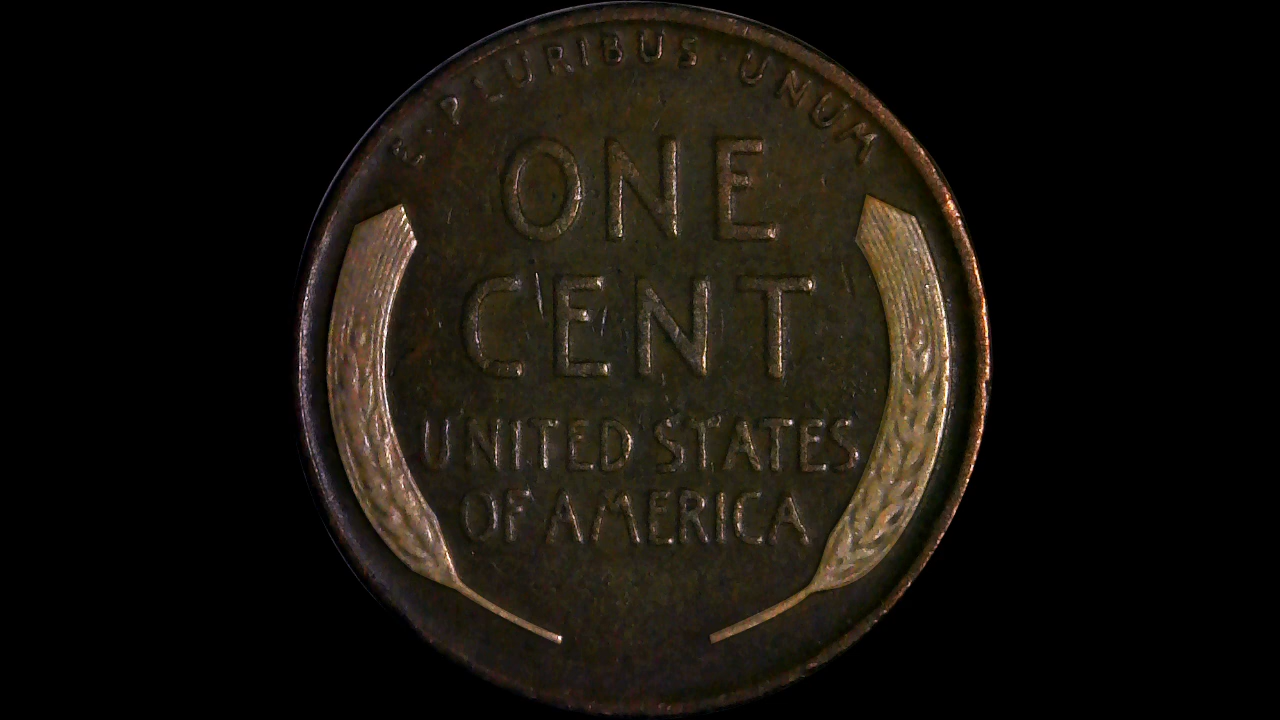 E · PLURIBUS · UNUM
ONE
CENT
UNITED STATES
OF AMERICA